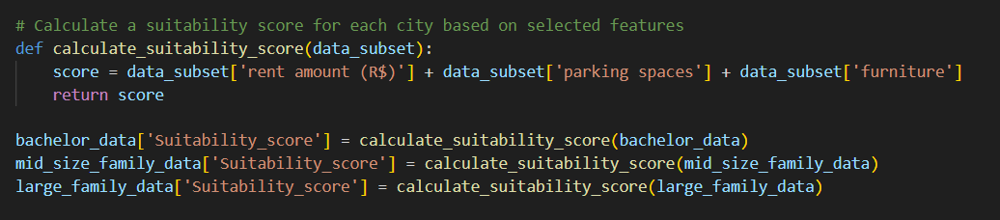 # Calculate a suitability score for each city based on selected features
def calculate_suitability_score(data_subset):
    score = data_subset['rent amount (R$)'] + data_subset['parking spaces'] + data_subset['furniture']
    return score

bachelor_data['Suitability_score'] = calculate_suitability_score(bachelor_data)
mid_size_family_data['Suitability_score'] = calculate_suitability_score(mid_size_family_data)
large_family_data['Suitability_score'] = calculate_suitability_score(large_family_data)